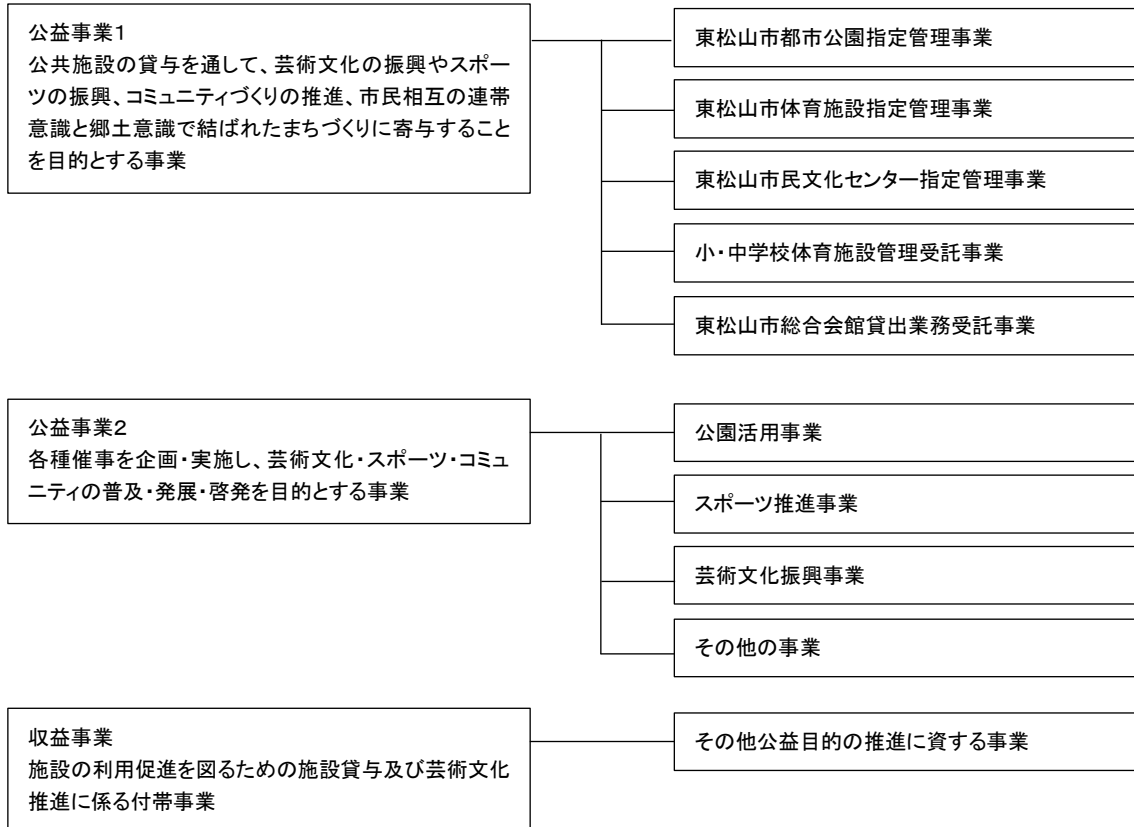 公益事業1
公共施設の貸与を通して、芸術文化の振興やスポー
ツの振興、コミュニティづくりの推進、市民相互の連帯
意識と郷土意識で結ばれたまちづくりに寄与すること
を目的とする事業
東松山市都市公園指定管理事業
東松山市体育施設指定管理事業
東松山市民文化センター指定管理事業
小・中学校体育施設管理受託事業
東松山市総合会館貸出業務受託事業
公益事業2
各種催事を企画・実施し、芸術文化・スポーツ・コミュ
ニティの普及・発展・啓発を目的とする事業
公園活用事業
スポーツ推進事業
芸術文化振興事業
その他の事業
収益事業
施設の利用促進を図るための施設貸与及び芸術文化
推進に係る付帯事業
その他公益目的の推進に資する事業